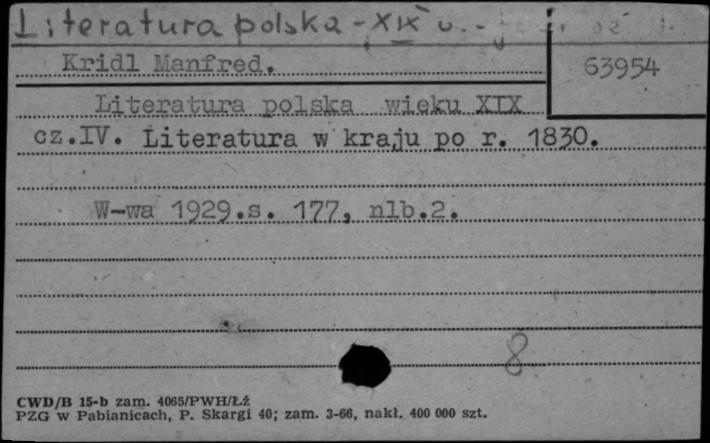 Literatura polska - XIX w. -
Kridl Manfred.
63954
Literatura polska wieku XIX
cz.IV. Literatura w kraju po r. 1830.
W-wa 1929.s. 177, nlb.2.
8
CWD/B 15-b zam. 4065/PWH/Łź
PZG w Pabianicach, P. Skargi 40; zam. 3-66, nakł. 400 000 szt.